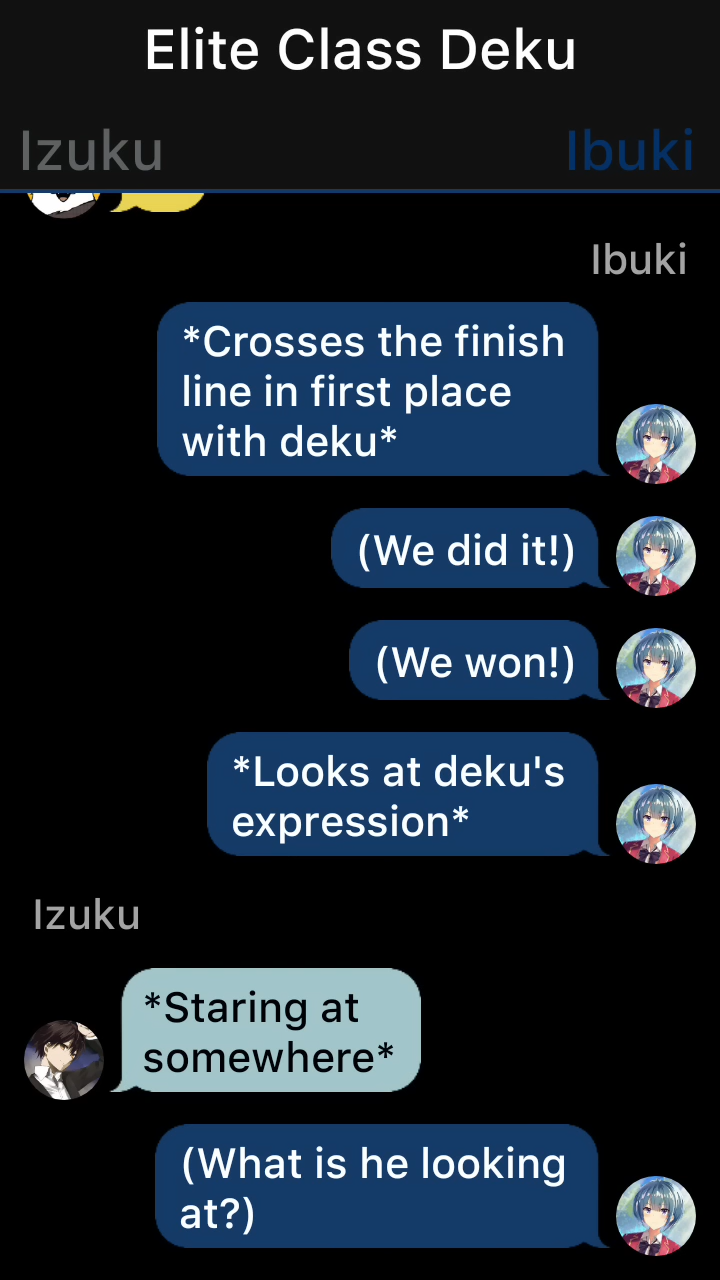 Elite Class Deku
Izuku
Ibuki
Ibuki
*Crosses the finish
line in first place
with deku*
(We did it!)
(We won!)
*Looks at deku's
expression*
Izuku
*Staring at
somewhere*
(What is he looking
at?)